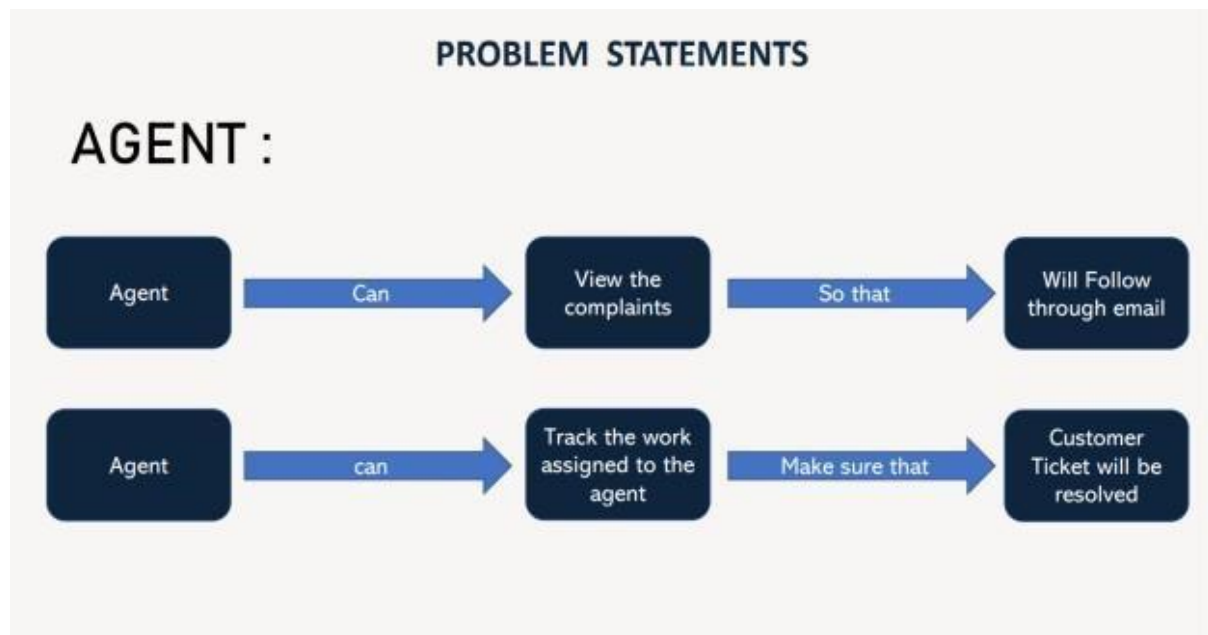 PROBLEM STATEMENTS
AGENT :
Agent
Can
View the
complaints
So that
Will Follow
through email
Agent
can
Track the work
assigned to the
agent
Make sure that
Customer
Ticket will be
resolved